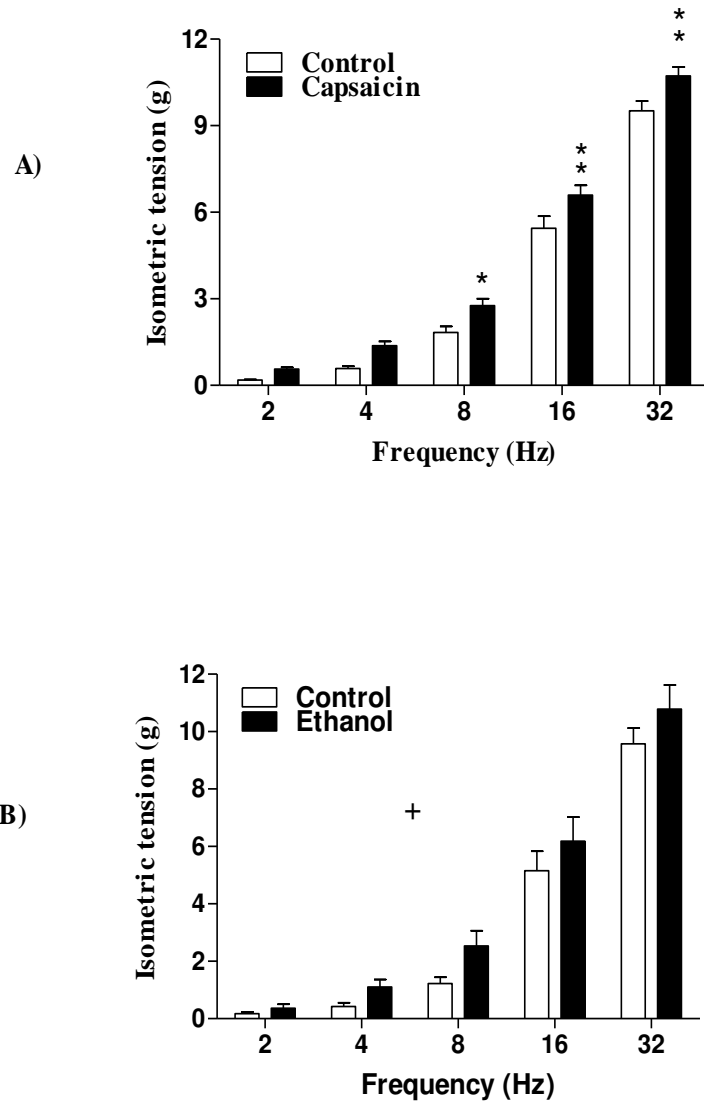 A)
Isometric tension (g)
12
9
6
3
0
Control
Capsaicin
*
* *
* *
2 4 8 16 32
Frequency (Hz)
B)
Isometric tension (g)
12
10
8
6
4
2
0
Control
Ethanol
+
2 4 8 16 32
Frequency (Hz)